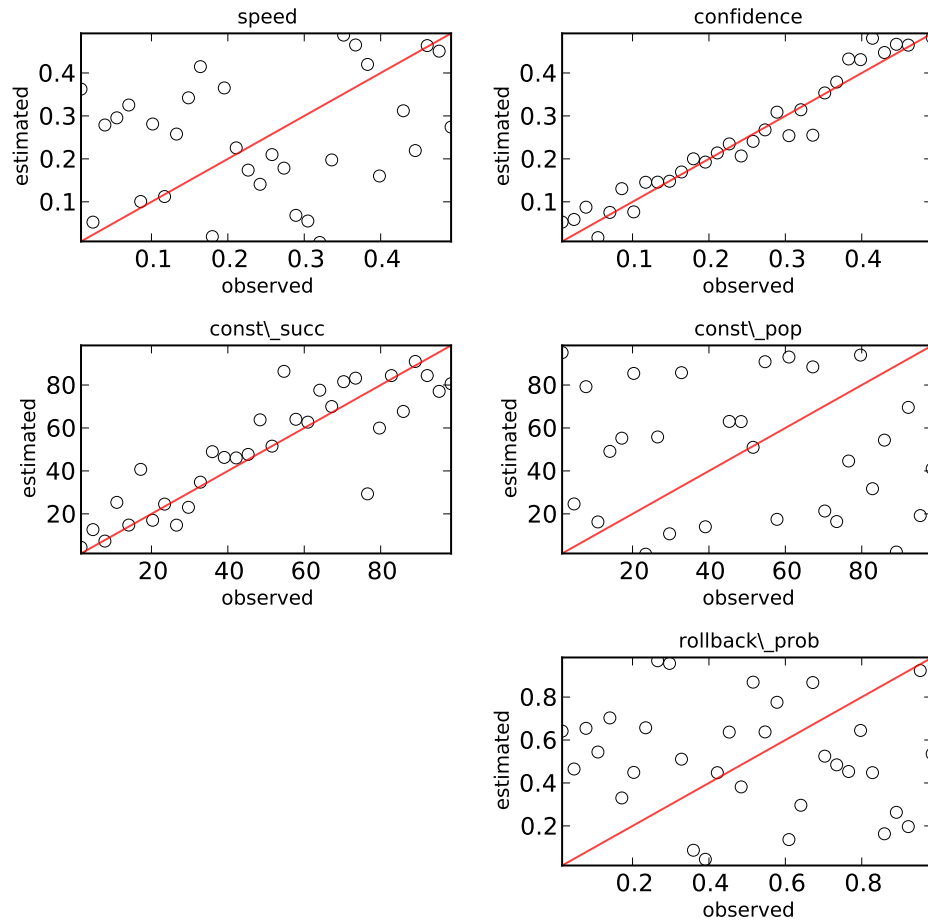 speed
estimated
0.4
0.3
0.2
0.1
0.1 0.2 0.3 0.4
observed
confidence
estimated
0.4
0.3
0.2
0.1
0.1 0.2 0.3 0.4
observed
const\_succ
estimated
80
60
40
20
20 40 60 80
observed
const\_pop
estimated
80
60
40
20
20 40 60 80
observed
rollback\_prob
estimated
0.8
0.6
0.4
0.2
0.2 0.4 0.6 0.8
observed